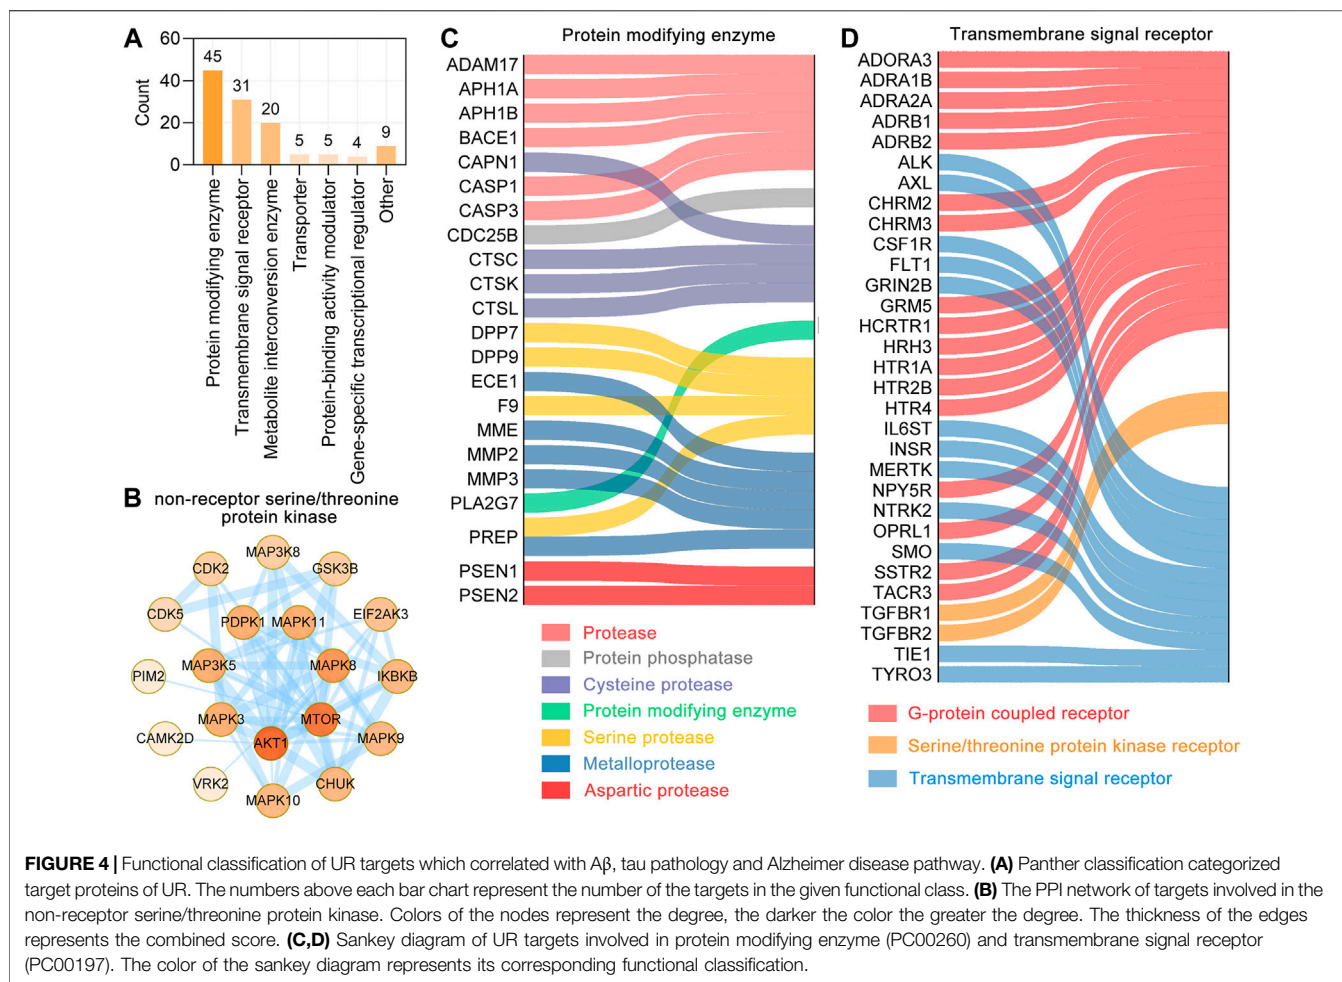 A
60
40
20
0
Count
45
31
20
5
5
4
9
Protein modifying enzyme
Transmembrane signal receptor
Metabolite interconversion enzyme
Transporter
Protein-binding activity modulator
Gene-specific transcriptional regulator
Other
B
non-receptor serine/threonine
protein kinase
MAP3K8
CDK2
GSK3B
CDK5
PDPK1
MAPK11
EIF2AK3
MAP3K5
MAPK8
PIM2
IKBKB
MAPK3
MTOR
CAMK2D
AKT1
MAPK9
VRK2
CHUK
MAPK10
C
Protein modifying enzyme
ADAM17
APH1A
APH1B
BACE1
CAPN1
CASP1
CASP3
CDC25B
CTSC
CTSK
CTSL
DPP7
DPP9
ECE1
F9
MME
MMP2
MMP3
PLA2G7
PREP
PSEN1
PSEN2
Protease
Protein phosphatase
Cysteine protease
Protein modifying enzyme
Serine protease
Metalloprotease
Aspartic protease
D
Transmembrane signal receptor
ADORA3
ADRA1B
ADRA2A
ADRB1
ADRB2
ALK
AXL
CHRM2
CHRM3
CSF1R
FLT1
GRIN2B
GRM5
HCRTR1
HRH3
HTR1A
HTR2B
HTR4
IL6ST
INSR
MERTK
NPY5R
NTRK2
OPRL1
SMO
SSTR2
TACR3
TGFBR1
TGFBR2
TIE1
TYRO3
G-protein coupled receptor
Serine/threonine protein kinase receptor
Transmembrane signal receptor
FIGURE 4 | Functional classification of UR targets which correlated with Aβ, tau pathology and Alzheimer disease pathway. (A) Panther classification categorized
target proteins of UR. The numbers above each bar chart represent the number of the targets in the given functional class. (B) The PPI network of targets involved in the
non-receptor serine/threonine protein kinase. Colors of the nodes represent the degree, the darker the color the greater the degree. The thickness of the edges
represents the combined score. (C,D) Sankey diagram of UR targets involved in protein modifying enzyme (PC00260) and transmembrane signal receptor
(PC00197). The color of the sankey diagram represents its corresponding functional classification.